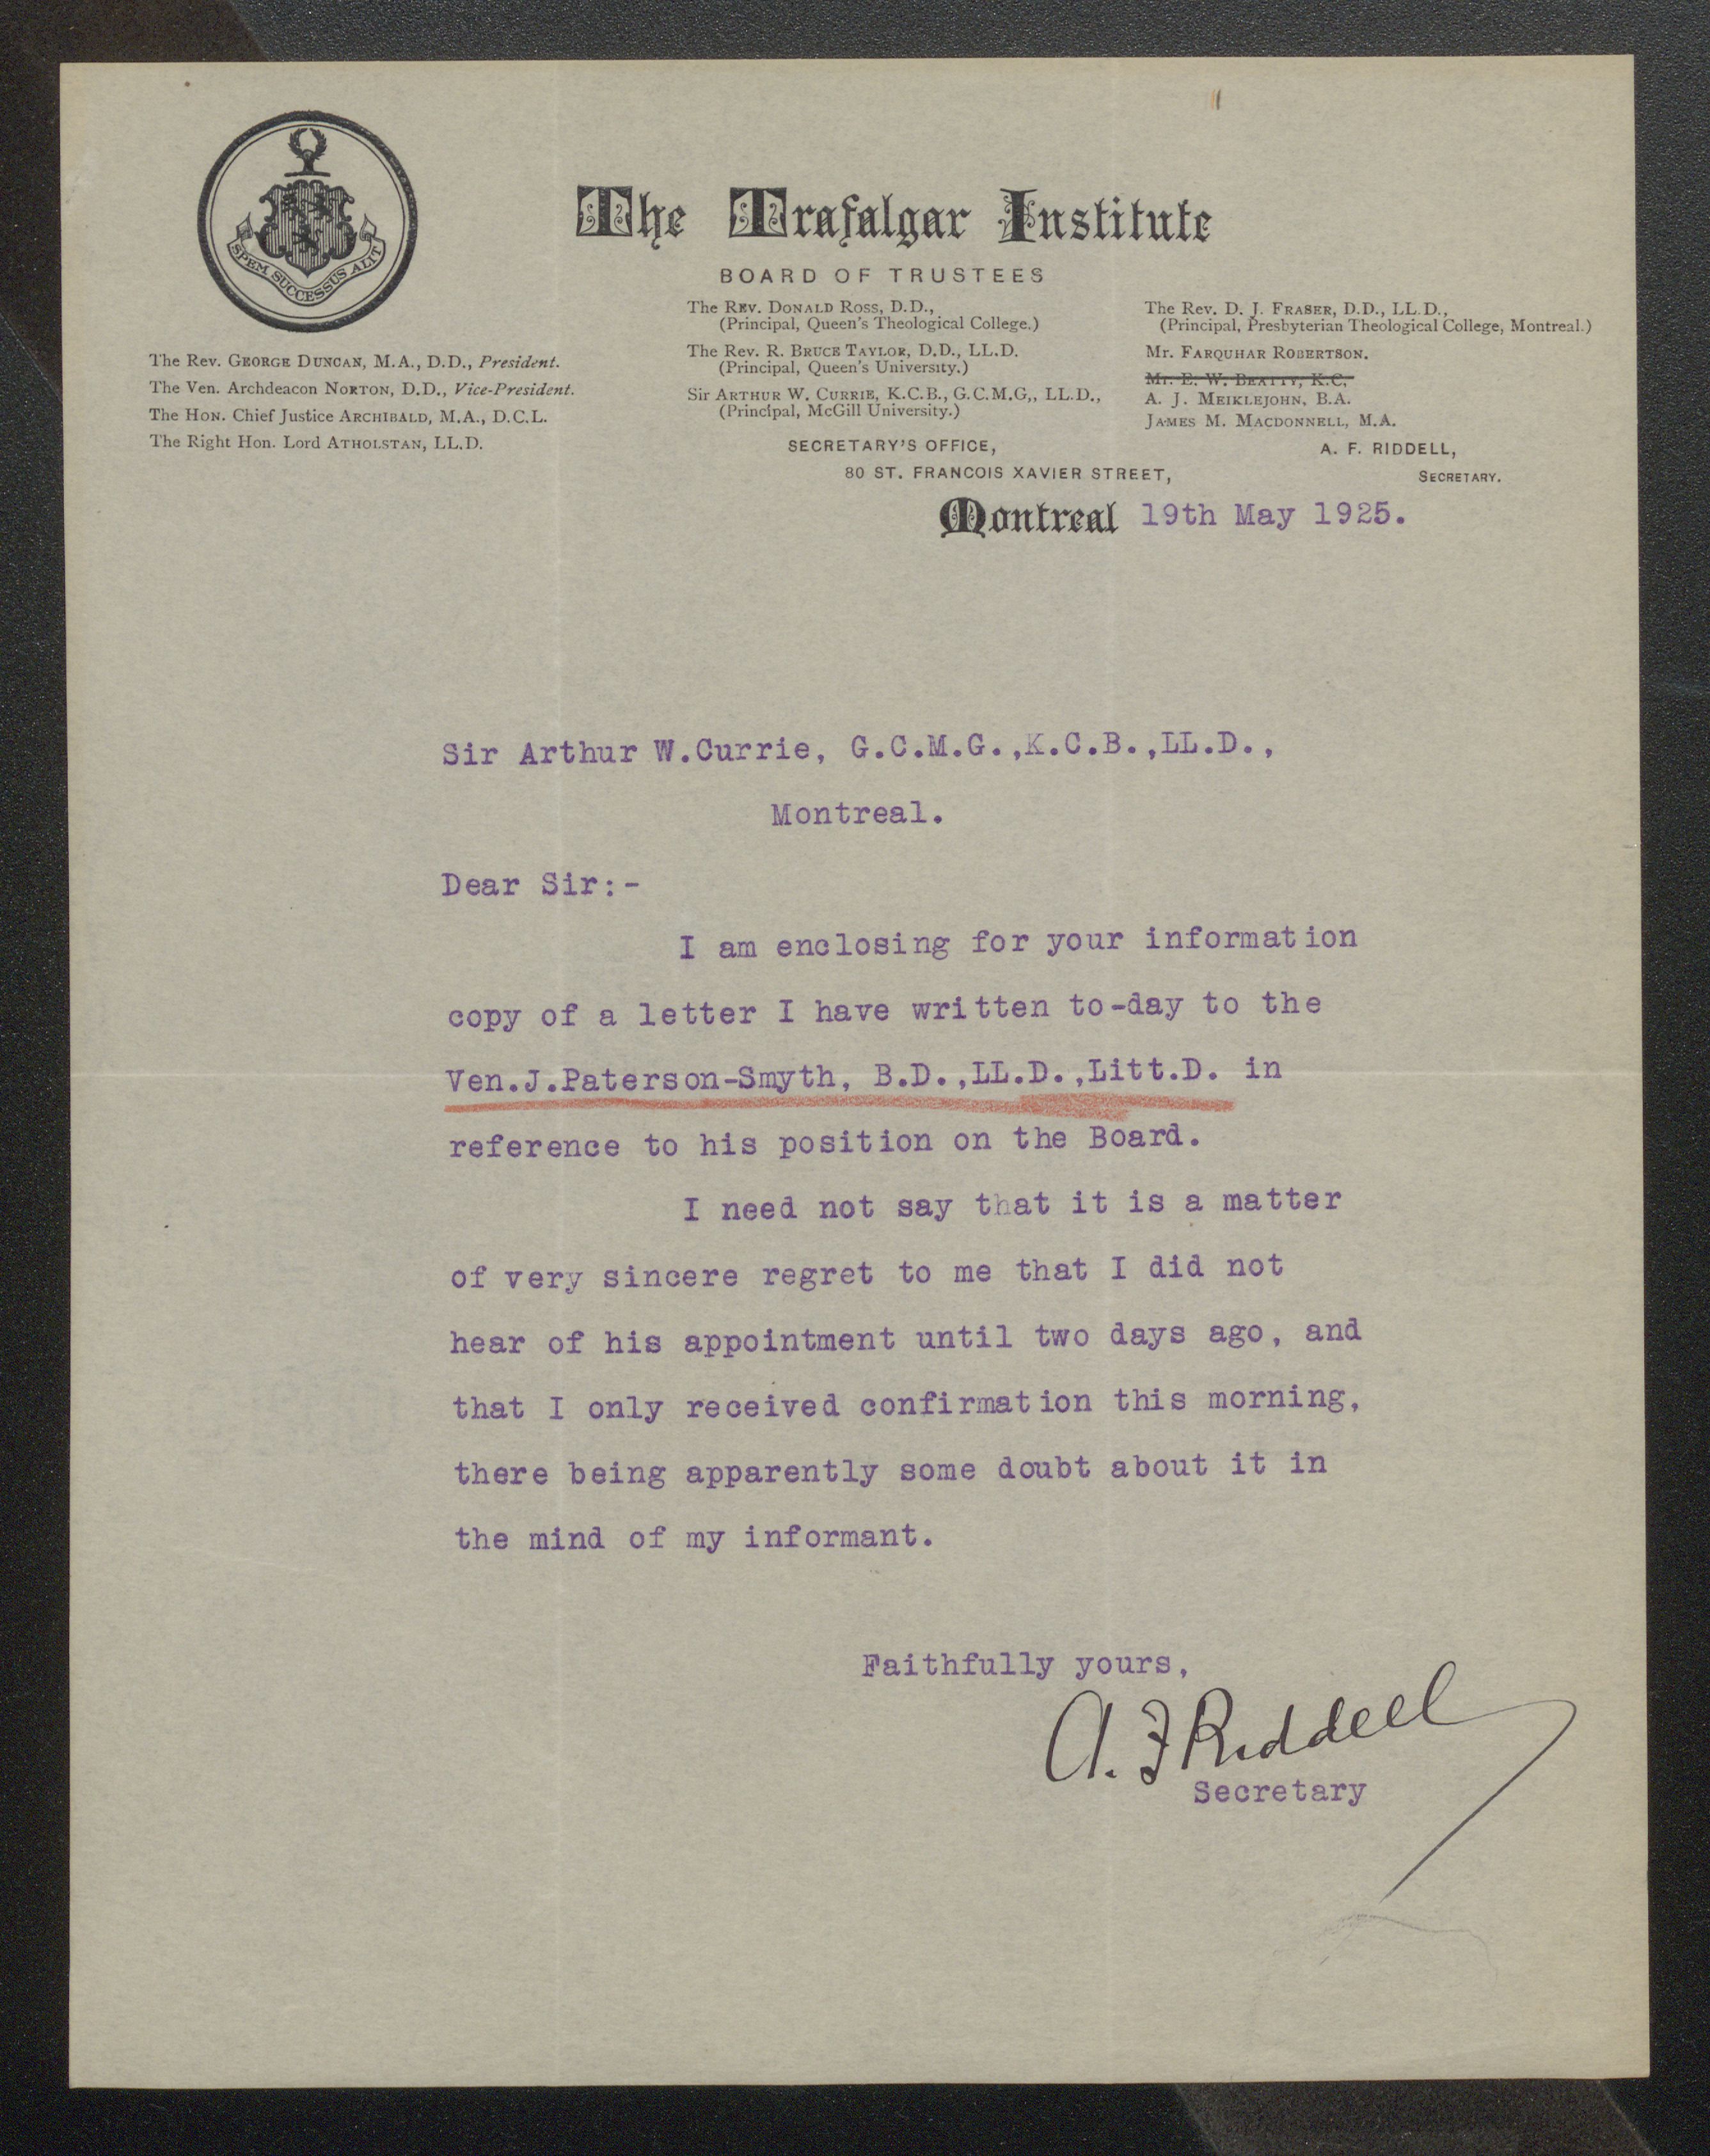 SPEM SUCCESSUS ALIT
The Trafalgar Institute
BOARD OF TRUSTEES
The Rev. George Duncan, M.A., D.D., President.
The Ven. Archdeacon Norton, D.D., Vice-President.
The Hon. Chief Justice Archibald, M.A., D.C.L.
The Right Hon. Lord Atholstan, LL.D.
The Rev. Donald Ross, D.D.,
(Principal, Queen's Theological College.)
The Rev. R. Bruce Taylor, D.D., LL.D.
(Principal, Queen's University.)
Sir Arthur W. Currie, K.C.B., G.C.M.G., LL.D.,
(Principal, McGill University.)
The Rev. D. J. Fraser, D.D., LL.D.,
(Principal, Presbyterian Theological College, Montreal.)
Mr. Farquhar Robertson.
Mr. E. W. Beatty, K.C.
A. J. Meiklejohn, B.A.
James M. Macdonnell, M.A.
SECRETARY'S OFFICE,
80 ST. FRANCOIS XAVIER STREET,
A. F. RIDDELL,
Secretary.
Montreal 19th May 1925.
Sir Arthur W.Currie, G.C.M.G.,K.C.B.,LL.D.,
Montreal.
Dear Sir:-
I am enclosing for your information
copy of a letter I have written to-day to the
Ven.J.Paterson-Smyth, B.D.,LL.D.,Litt.D. in
reference to his position on the Board.
I need not say that it is a matter
of very sincere regret to me that I did not
hear of his appointment until two days ago, and
that I only received confirmation this morning,
there being apparently some doubt about it in
the mind of my informant.
Faithfully yours,
A. F Riddell
Secretary